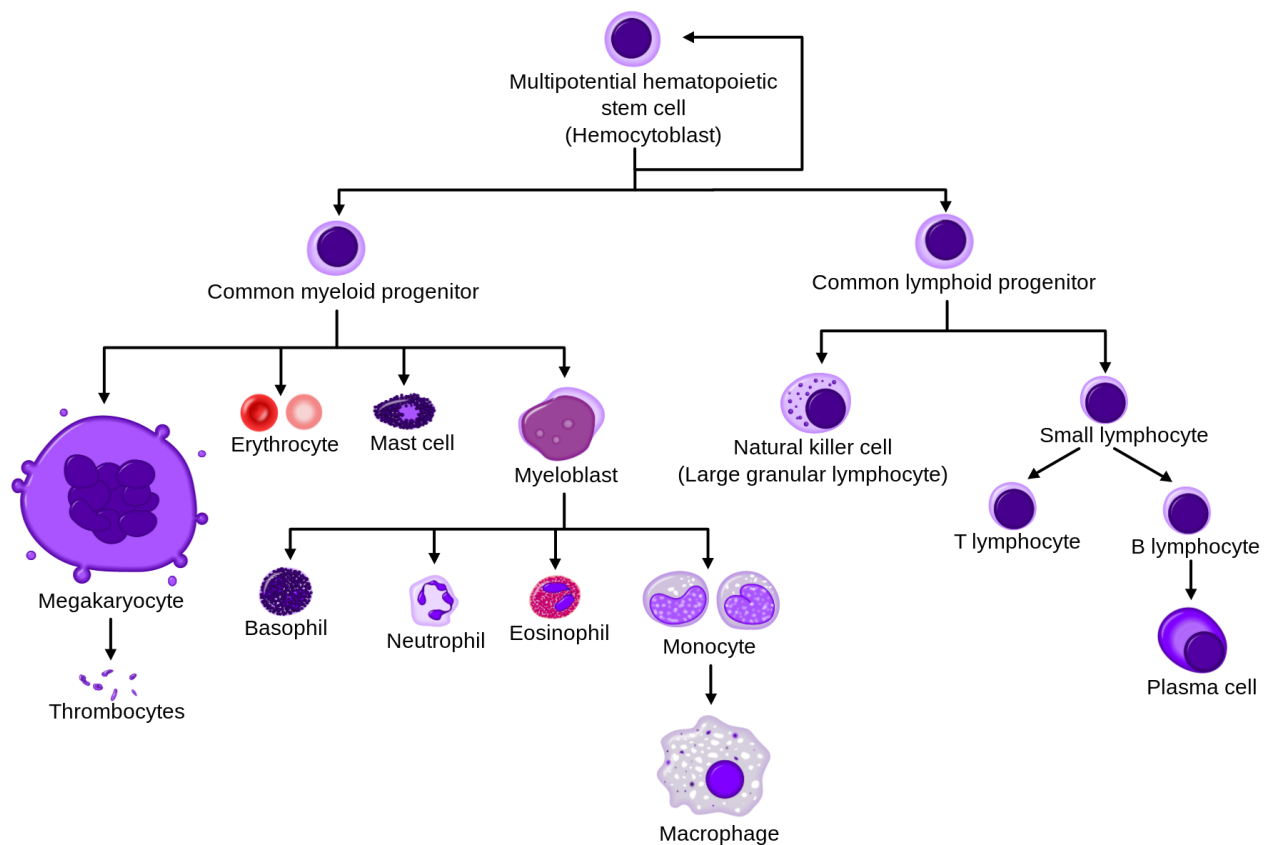 Multipotential hematopoietic
stem cell
(Hemocytoblast)
Common myeloid progenitor
Common lymphoid progenitor
Erythrocyte
Mast cell
Myeloblast
Natural killer cell
(Large granular lymphocyte)
Small lymphocyte
T lymphocyte
B lymphocyte
Megakaryocyte
Basophil
Neutrophil
Eosinophil
Monocyte
Plasma cell
Thrombocytes
Macrophage